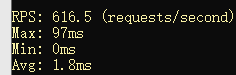 RPS: 616.5 (requests/second)
Max: 97ms
Min: 0ms
Avg: 1.8ms